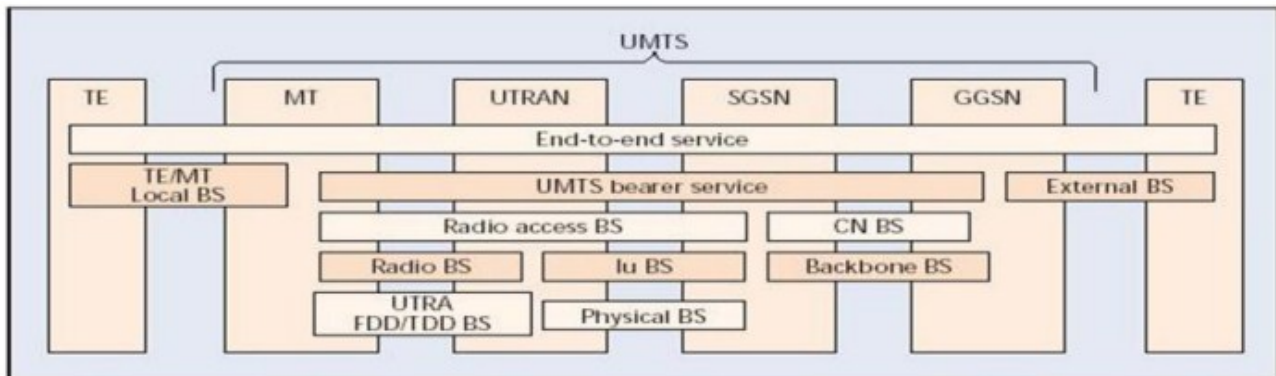 UMTS
TE MT UTRAN SGSN GGSN TE
End-to-end service
TE/MT
Local BS
UMTS bearer service
External BS
Radio access BS
CN BS
Radio BS
Iu BS
Backbone BS
UTRA
FDD/TDD BS
Physical BS